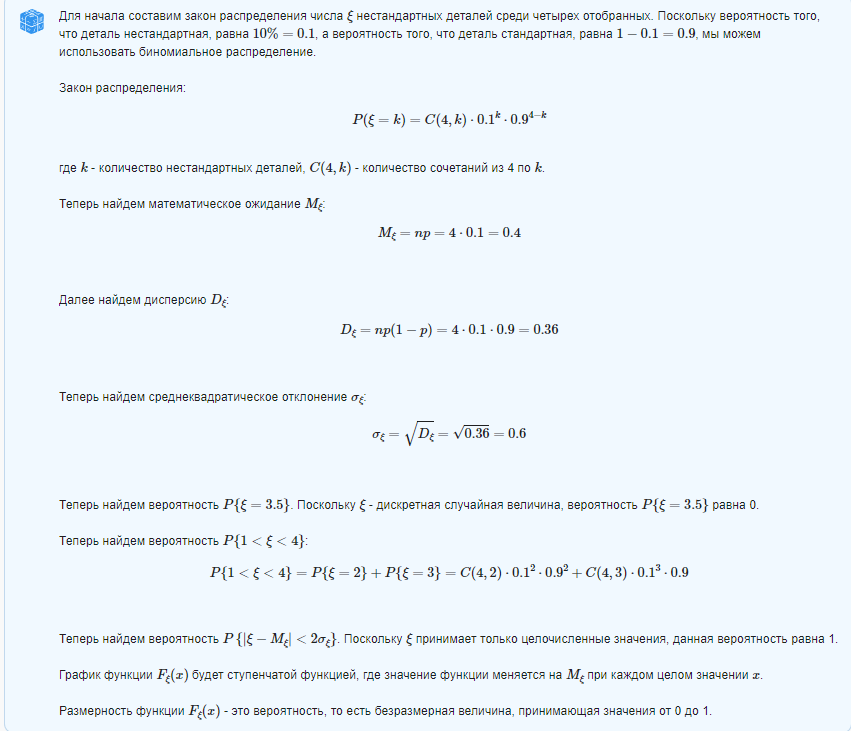 Для начала составим закон распределения числа ξ нестандартных деталей среди четырех отобранных. Поскольку вероятность того,
что деталь нестандартная, равна 10% = 0.1, а вероятность того, что деталь стандартная, равна 1 − 0.1 = 0.9, мы можем
использовать биномиальное распределение.
Закон распределения:
P(ξ = k) = C(4, k) · 0.1^k · 0.9^{4−k}
где k - количество нестандартных деталей, C(4, k) - количество сочетаний из 4 по k.
Теперь найдем математическое ожидание M_ξ:
M_ξ = np = 4 · 0.1 = 0.4
Далее найдем дисперсию D_ξ:
D_ξ = np(1 − p) = 4 · 0.1 · 0.9 = 0.36
Теперь найдем среднеквадратическое отклонение σ_ξ:
σ_ξ = √D_ξ = √0.36 = 0.6
Теперь найдем вероятность P{ξ = 3.5}. Поскольку ξ - дискретная случайная величина, вероятность P{ξ = 3.5} равна 0.
Теперь найдем вероятность P{1 < ξ < 4}:
P{1 < ξ < 4} = P{ξ = 2} + P{ξ = 3} = C(4, 2) · 0.1² · 0.9² + C(4, 3) · 0.1³ · 0.9
Теперь найдем вероятность P {|ξ − M_ξ| < 2σ_ξ}. Поскольку ξ принимает только целочисленные значения, данная вероятность равна 1.
График функции F_ξ(x) будет ступенчатой функцией, где значение функции меняется на M_ξ при каждом целом значении x.
Размерность функции F_ξ(x) - это вероятность, то есть безразмерная величина, принимающая значения от 0 до 1.